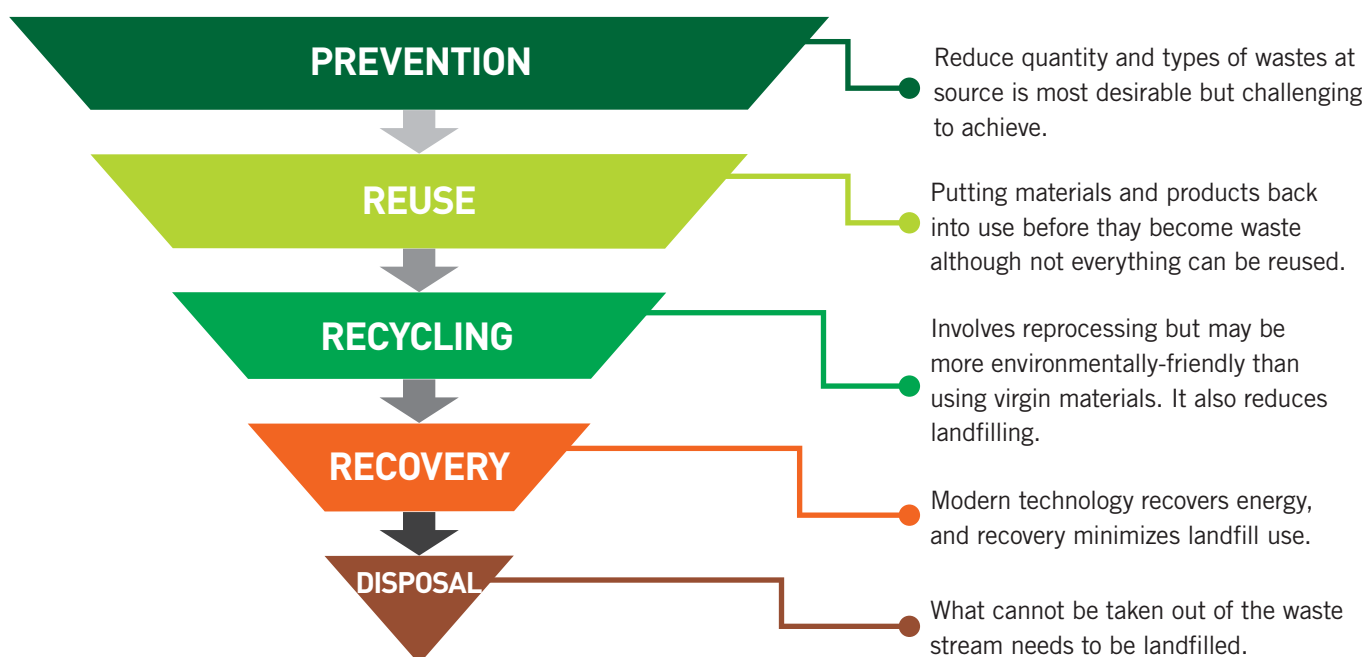 PREVENTION
Reduce quantity and types of wastes at
source is most desirable but challenging
to achieve.
REUSE
Putting materials and products back
into use before thay become waste
although not everything can be reused.
RECYCLING
Involves reprocessing but may be
more environmentally-friendly than
using virgin materials. It also reduces
landfilling.
RECOVERY
Modern technology recovers energy,
and recovery minimizes landfill use.
DISPOSAL
What cannot be taken out of the waste
stream needs to be landfilled.